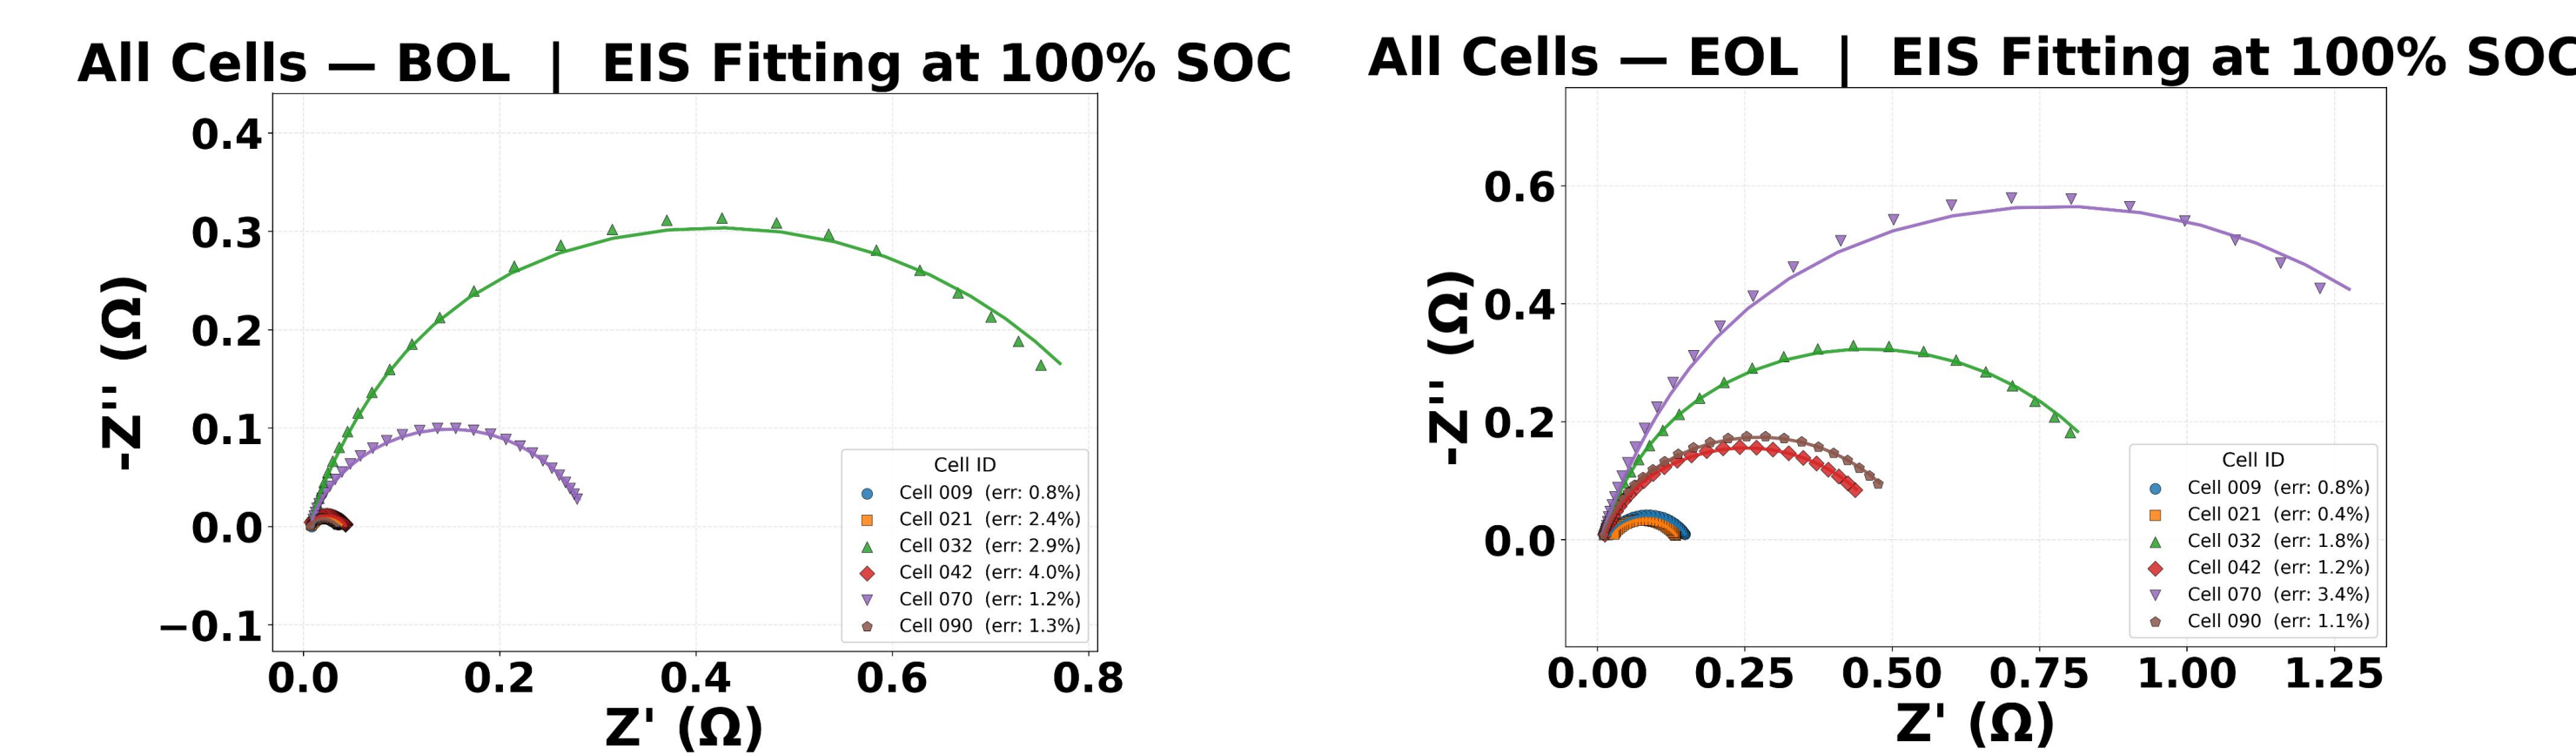 All Cells — BOL | EIS Fitting at 100% SOC
-Z'' (Ω)
0.4
0.3
0.2
0.1
0.0
−0.1
Cell ID
Cell 009 (err: 0.8%)
Cell 021 (err: 2.4%)
Cell 032 (err: 2.9%)
Cell 042 (err: 4.0%)
Cell 070 (err: 1.2%)
Cell 090 (err: 1.3%)
0.0 0.2 0.4 0.6 0.8
Z' (Ω)
All Cells — EOL | EIS Fitting at 100% SOC
-Z'' (Ω)
0.6
0.4
0.2
0.0
Cell ID
Cell 009 (err: 0.8%)
Cell 021 (err: 0.4%)
Cell 032 (err: 1.8%)
Cell 042 (err: 1.2%)
Cell 070 (err: 3.4%)
Cell 090 (err: 1.1%)
0.00 0.25 0.50 0.75 1.00 1.25
Z' (Ω)